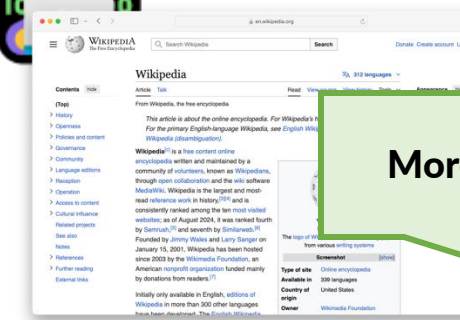 en.wikipedia.org
WIKIPEDIA
The Free Encyclopedia
Search Wikipedia
Search
Donate Create account
Wikipedia
312 languages
Contents hide
Article Talk
Read
(Top)
History
Openness
Policies and content
Governance
Community
Language editions
Reception
Operation
Access to content
Cultural influence
Related projects
See also
Notes
References
Further reading
External links
From Wikipedia, the free encyclopedia
This article is about the online encyclopedia. For Wikipedia's
For the primary English-language Wikipedia, see English
Wikipedia (disambiguation).
Wikipedia is a free content online
encyclopedia written and maintained by a
community of volunteers, known as Wikipedians,
through open collaboration and the wiki software
MediaWiki. Wikipedia is the largest and most-
read reference work in history, and is
consistently ranked among the ten most visited
websites; as of August 2024, it was ranked fourth
by Semrush, and seventh by Similarweb.
Founded by Jimmy Wales and Larry Sanger on
January 15, 2001, Wikipedia has been hosted
since 2003 by the Wikimedia Foundation, an
American nonprofit organization funded mainly
by donations from readers.[7]
Initially only available in English, editions of
Wikipedia in more than 300 other languages
have been developed. The English Wikipedia
Mor
The logo of
from various writing systems
Screenshot [show]
Type of site Online encyclopedia
Available in 339 languages
Country of origin United States
Owner Wikimedia Foundation